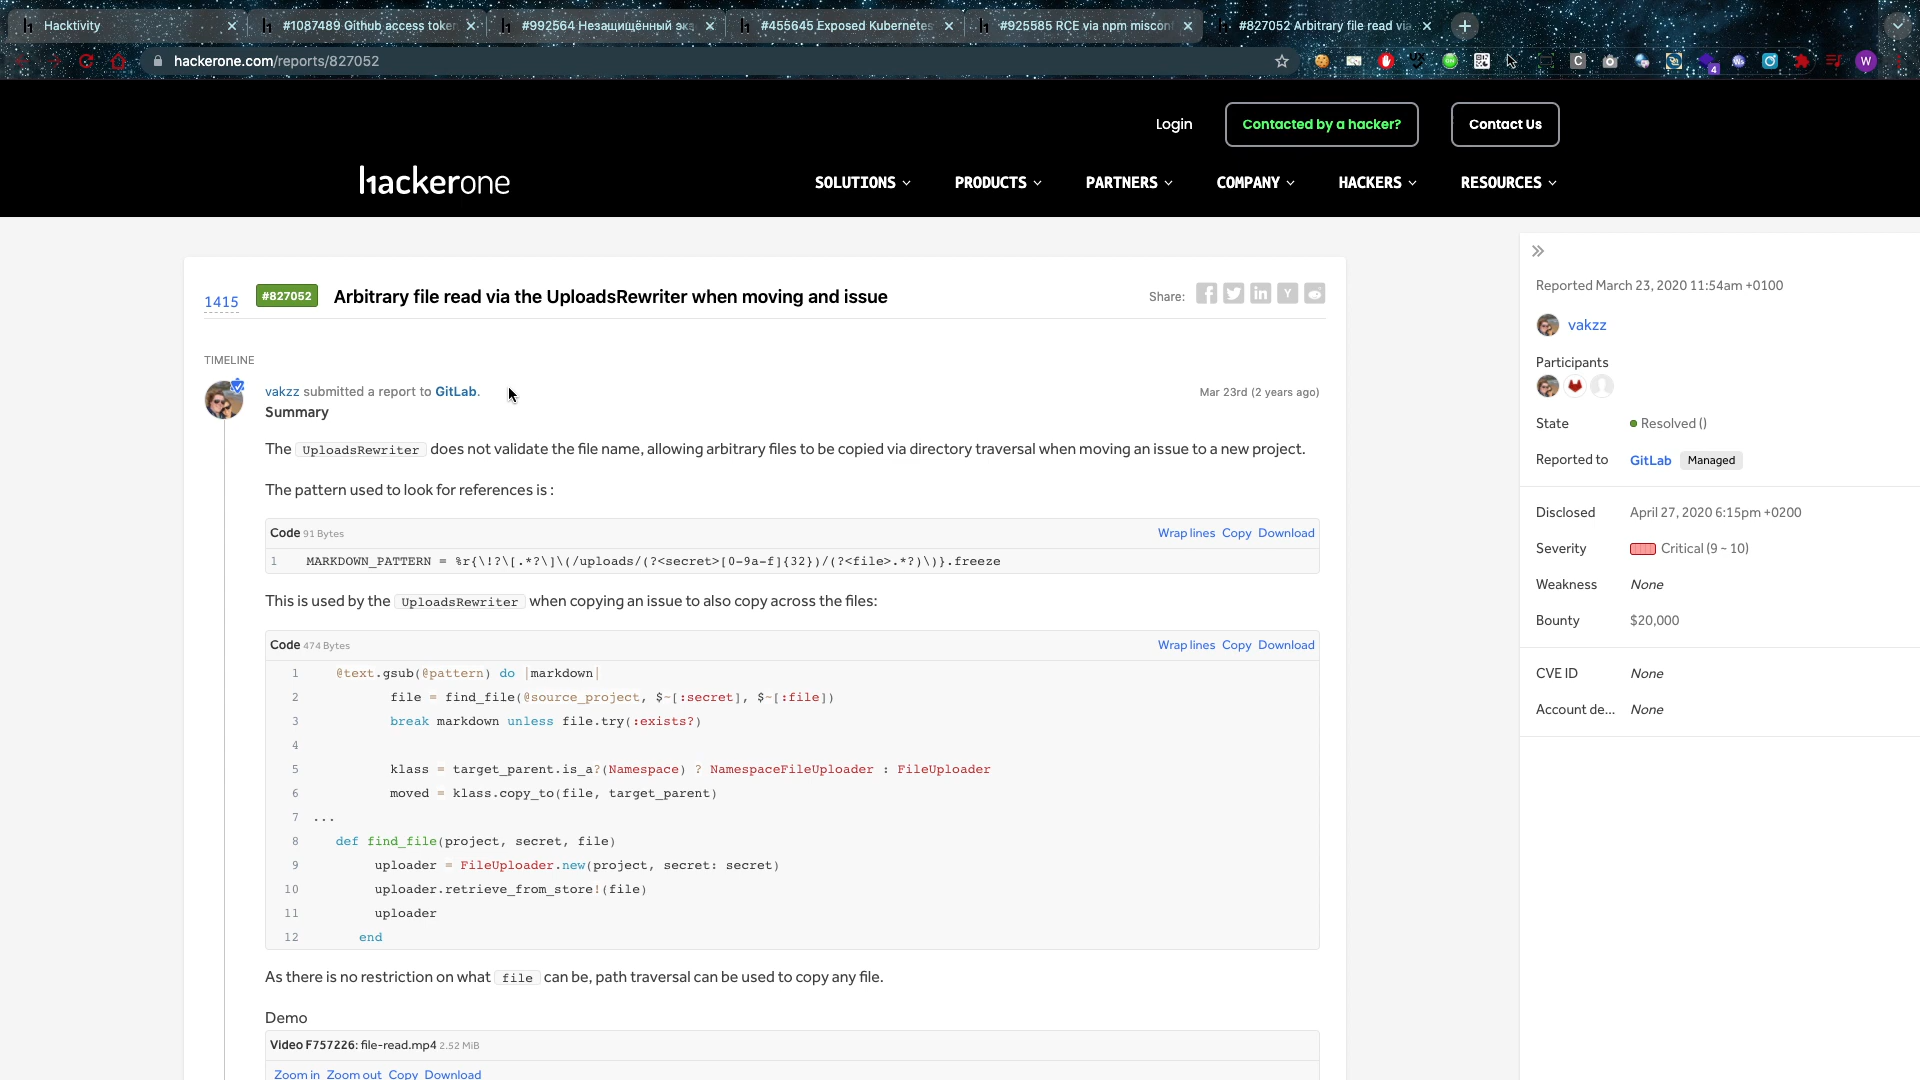 Hacktivity
#1087489 Github access token
#992564 Незащищённый экз
#455645 Exposed Kubernetes
#925585 RCE via npm misconf
#827052 Arbitrary file read via
hackerone.com/reports/827052
4
W
Login
Contacted by a hacker?
Contact Us
hackerone
SOLUTIONS
PRODUCTS
PARTNERS
COMPANY
HACKERS
RESOURCES
1415
#827052
Arbitrary file read via the UploadsRewriter when moving and issue
Share:
TIMELINE
vakzz submitted a report to GitLab.
Mar 23rd (2 years ago)
Summary
The UploadsRewriter does not validate the file name, allowing arbitrary files to be copied via directory traversal when moving an issue to a new project.
The pattern used to look for references is :
Code 91 Bytes
Wrap lines Copy Download
1 MARKDOWN_PATTERN = %r{\!?\[.*?\]\(/uploads/(?<secret>[0-9a-f]{32})/(?<file>.*?)\)}.freeze
This is used by the UploadsRewriter when copying an issue to also copy across the files:
Code 474 Bytes
Wrap lines Copy Download
1 @text.gsub(@pattern) do |markdown|
2 file = find_file(@source_project, $~[:secret], $~[:file])
3 break markdown unless file.try(:exists?)
4
5 klass = target_parent.is_a?(Namespace) ? NamespaceFileUploader : FileUploader
6 moved = klass.copy_to(file, target_parent)
7 ...
8 def find_file(project, secret, file)
9 uploader = FileUploader.new(project, secret: secret)
10 uploader.retrieve_from_store!(file)
11 uploader
12 end
As there is no restriction on what file can be, path traversal can be used to copy any file.
Demo
Video F757226: file-read.mp4 2.52 MiB
Zoom in Zoom out Copy Download
Reported March 23, 2020 11:54am +0100
vakzz
Participants
State Resolved ()
Reported to GitLab Managed
Disclosed April 27, 2020 6:15pm +0200
Severity Critical (9 ~ 10)
Weakness None
Bounty $20,000
CVE ID None
Account de... None